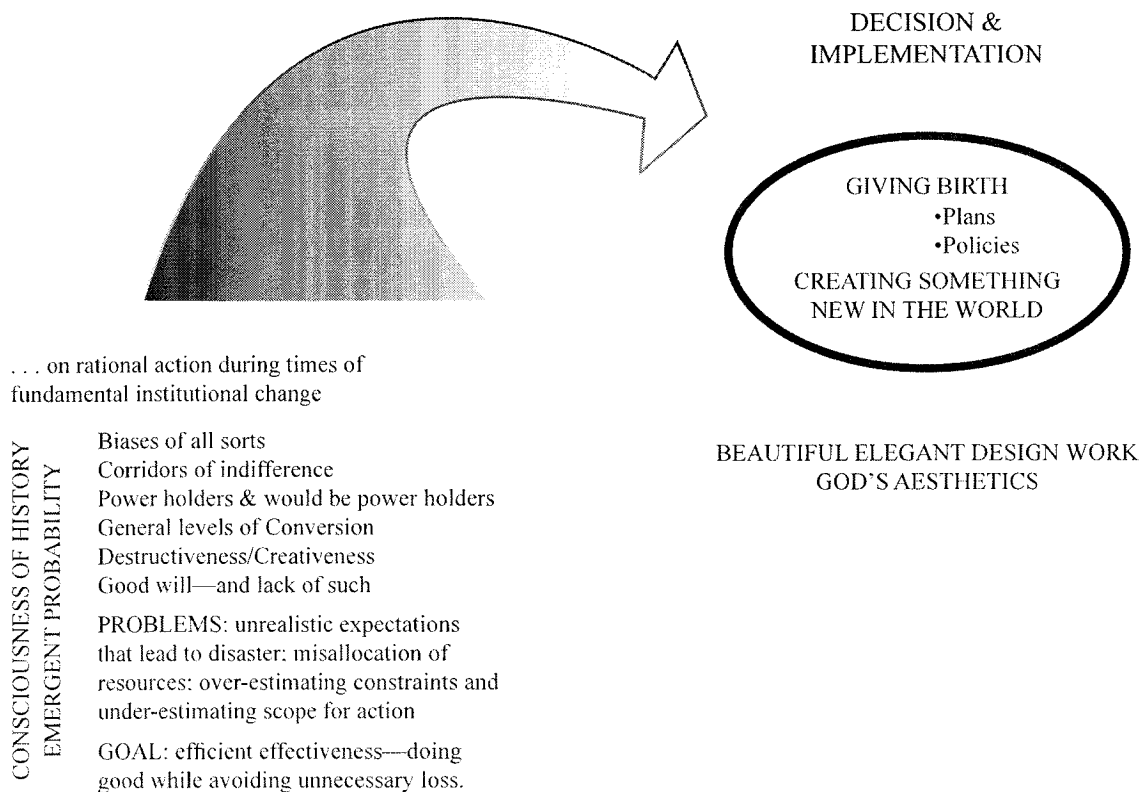 DECISION &
IMPLEMENTATION
GIVING BIRTH
•Plans
•Policies
CREATING SOMETHING
NEW IN THE WORLD
. . . on rational action during times of
fundamental institutional change
CONSCIOUSNESS OF HISTORY
EMERGENT PROBABILITY
Biases of all sorts
Corridors of indifference
Power holders & would be power holders
General levels of Conversion
Destructiveness/Creativeness
Good will—and lack of such
PROBLEMS: unrealistic expectations
that lead to disaster: misallocation of
resources: over-estimating constraints and
under-estimating scope for action
GOAL: efficient effectiveness—doing
good while avoiding unnecessary loss.
BEAUTIFUL ELEGANT DESIGN WORK
GOD'S AESTHETICS